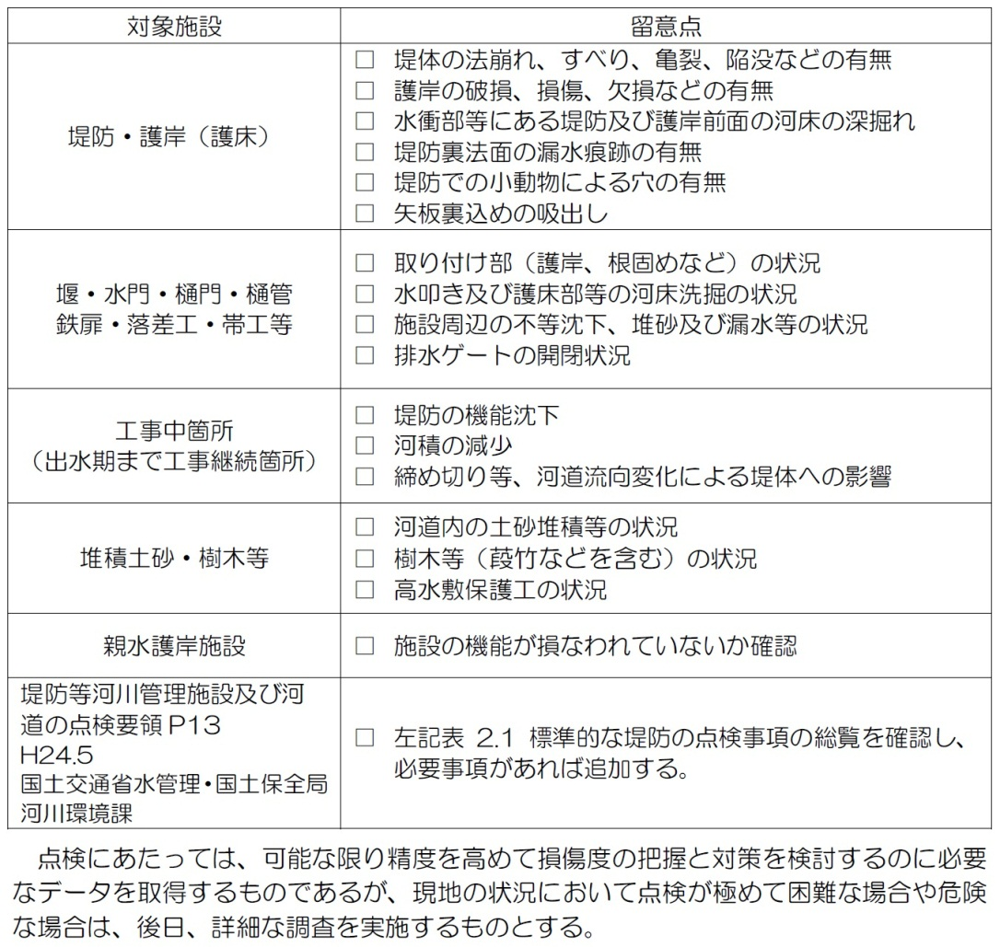 対象施設
留意点
堤防・護岸（護床）
□ 堤体の法崩れ、すべり、亀裂、陥没などの有無
□ 護岸の破損、損傷、欠損などの有無
□ 水衝部等にある堤防及び護岸前面の河床の深掘れ
□ 堤防裏法面の漏水痕跡の有無
□ 堤防での小動物による穴の有無
□ 矢板裏込めの吸出し
堰・水門・樋門・樋管
鉄扉・落差工・帯工等
□ 取り付け部（護岸、根固めなど）の状況
□ 水叩き及び護床部等の河床洗掘の状況
□ 施設周辺の不等沈下、堆砂及び漏水等の状況
□ 排水ゲートの開閉状況
工事中箇所
（出水期まで工事継続箇所）
□ 堤防の機能沈下
□ 河積の減少
□ 締め切り等、河道流向変化による堤体への影響
堆積土砂・樹木等
□ 河道内の土砂堆積等の状況
□ 樹木等（葭竹などを含む）の状況
□ 高水敷保護工の状況
親水護岸施設
□ 施設の機能が損なわれていないか確認
堤防等河川管理施設及び河
道の点検要領 P13
H24.5
国土交通省水管理・国土保全局
河川環境課
□ 左記表 2.1 標準的な堤防の点検事項の総覧を確認し、
必要事項があれば追加する。
点検にあたっては、可能な限り精度を高めて損傷度の把握と対策を検討するのに必要
なデータを取得するものであるが、現地の状況において点検が極めて困難な場合や危険
な場合は、後日、詳細な調査を実施するものとする。